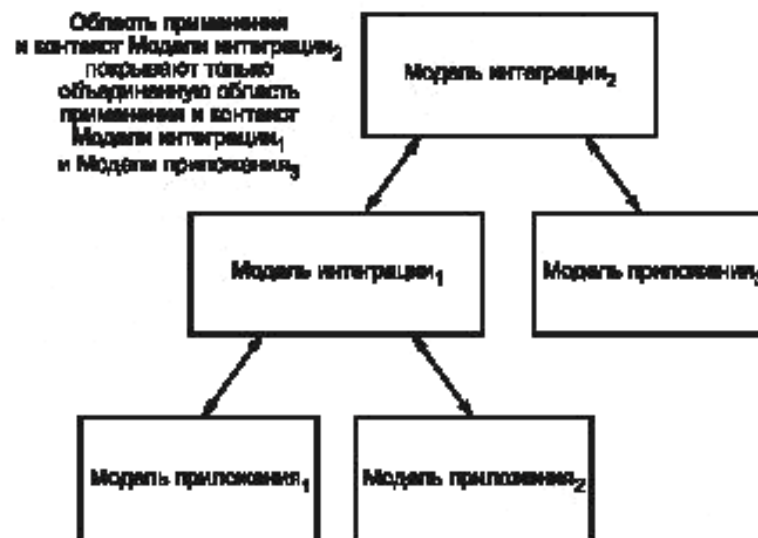 Область применения
и контекст Модели интеграции₂
покрывают только
объединенную область
применения и контекст
Модели интеграции₁
и Модели приложения₃
Модель интеграции₂
Модель интеграции₁
Модель приложения₃
Модель приложения₁
Модель приложения₂